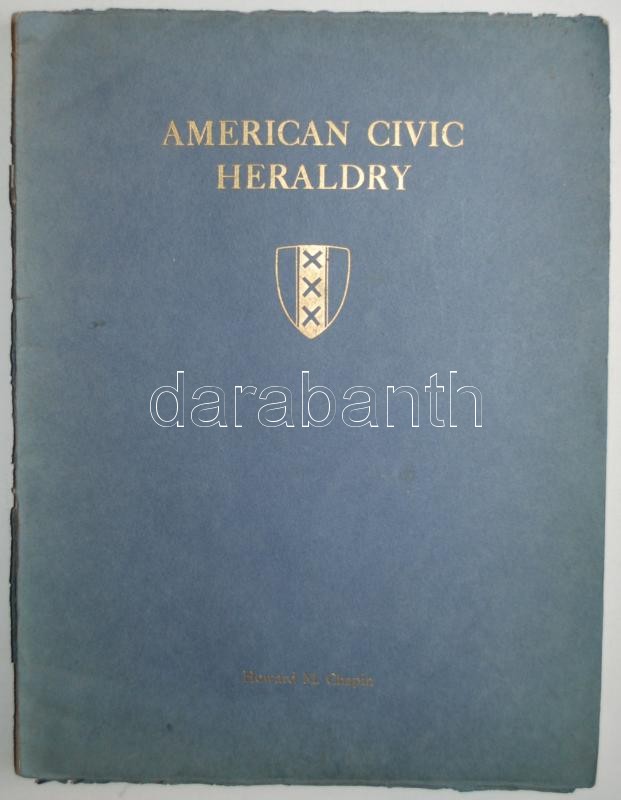 AMERICAN CIVIC
HERALDRY
darabanth
Howard M. Chapin